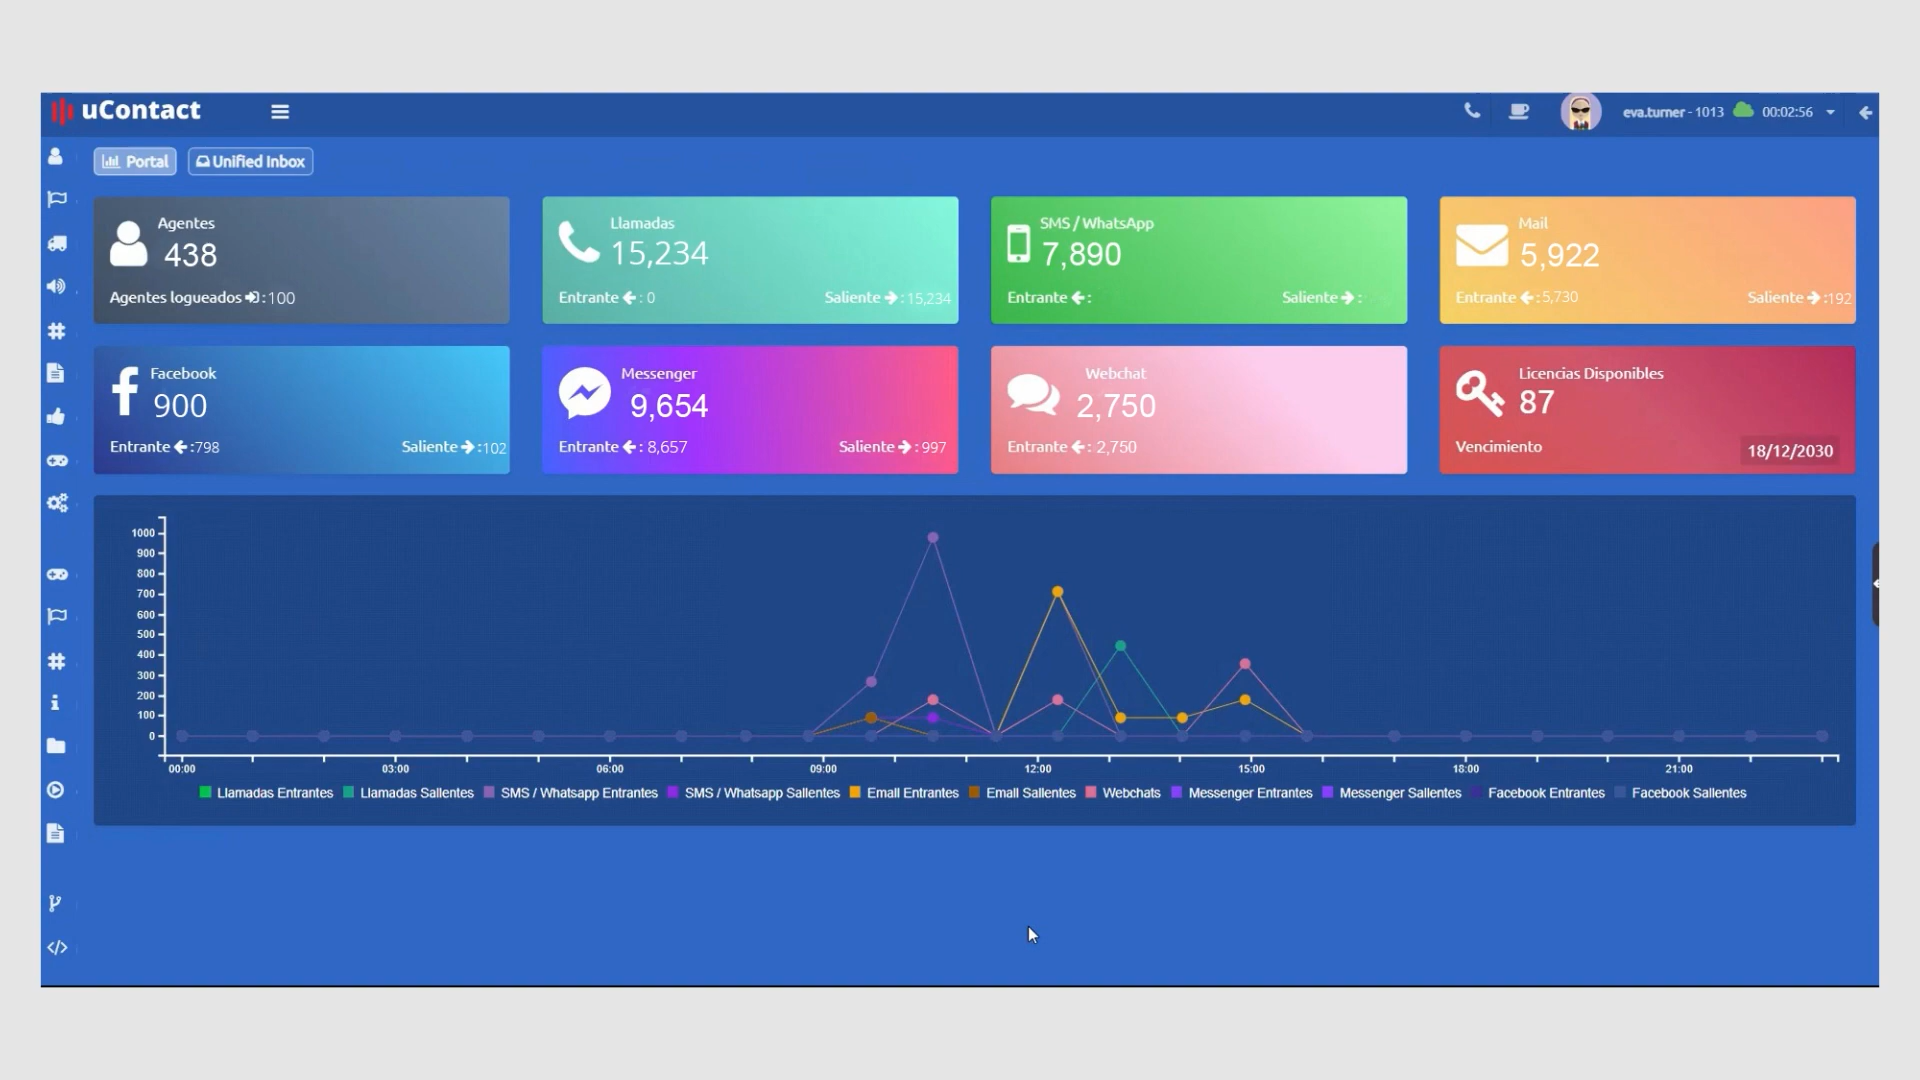 uContact
eva.turner - 1013 00:02:56
Portal Unified Inbox
Agentes
438
Agentes logueados : 100
Llamadas
15,234
Entrante : 0 Saliente : 15,234
SMS / WhatsApp
7,890
Entrante : Saliente :
Mail
5,922
Entrante : 5,730 Saliente : 192
Facebook
900
Entrante : 798 Saliente : 102
Messenger
9,654
Entrante : 8,657 Saliente : 997
Webchat
2,750
Entrante : 2,750
Licencias Disponibles
87
Vencimiento 18/12/2030
1000
900
800
700
600
500
400
300
200
100
0
00:00 03:00 06:00 09:00 12:00 15:00 18:00 21:00
Llamadas Entrantes Llamadas Salientes SMS / Whatsapp Entrantes SMS / Whatsapp Salientes Email Entrantes Email Salientes Webchats Messenger Entrantes Messenger Salientes Facebook Entrantes Facebook Salientes